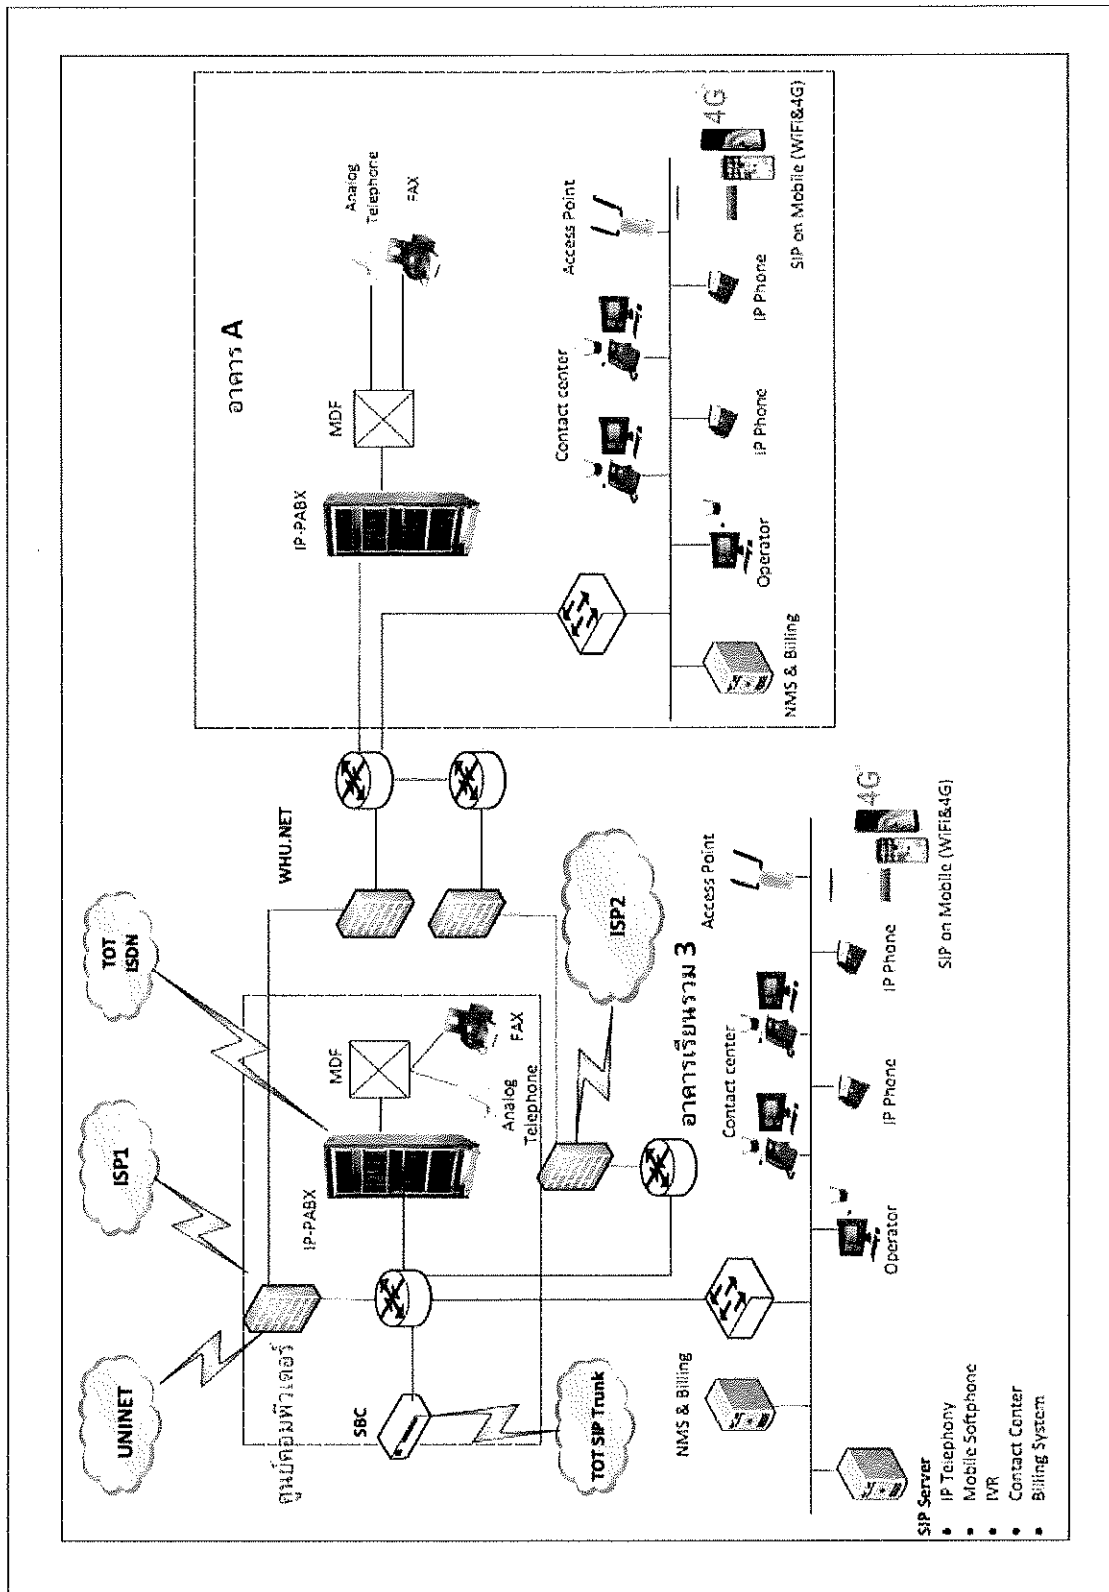 UNINET
ISP1
TOT
ISDN
ศูนย์คอมพิวเตอร์
SBC
IP-PABX
MDF
Analog
Telephone
FAX
TOT SIP Trunk
WHU.NET
ISP2
อาคารเรียนรวม 3
อาคาร A
IP-PABX
MDF
Analog
Telephone
FAX
NMS & Billing
Operator
Contact center
IP Phone
IP Phone
Access Point
4G
SIP on Mobile (WiFi&4G)
NMS & Billing
Operator
Contact center
IP Phone
IP Phone
Access Point
4G
SIP on Mobile (WiFi&4G)
SIP Server
• IP Telephony
• Mobile Softphone
• IVR
• Contact Center
• Billing System